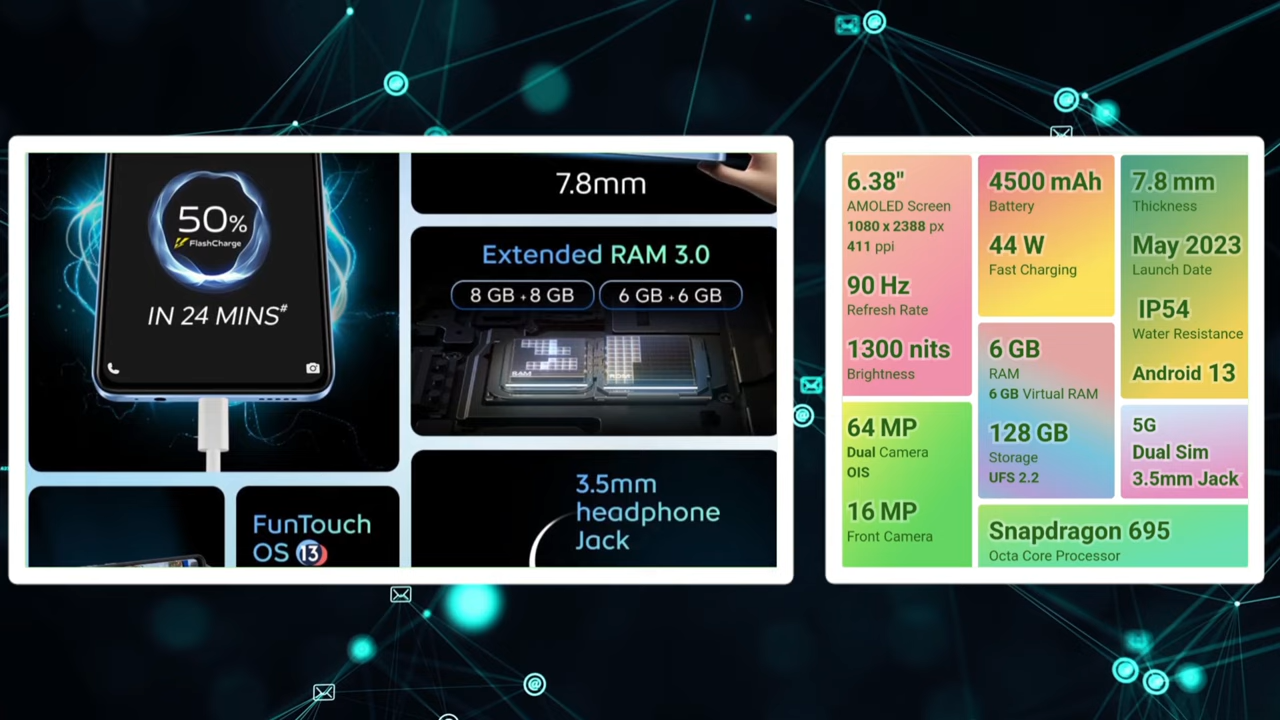 50%
FlashCharge
IN 24 MINS#
FunTouch
OS 13
7.8mm
Extended RAM 3.0
8 GB + 8 GB
6 GB + 6 GB
RAM
3.5mm
headphone
Jack
6.38"
AMOLED Screen
1080 x 2388 px
411 ppi
90 Hz
Refresh Rate
1300 nits
Brightness
64 MP
Dual Camera
OIS
16 MP
Front Camera
4500 mAh
Battery
44 W
Fast Charging
6 GB
RAM
6 GB Virtual RAM
128 GB
Storage
UFS 2.2
7.8 mm
Thickness
May 2023
Launch Date
IP54
Water Resistance
Android 13
5G
Dual Sim
3.5mm Jack
Snapdragon 695
Octa Core Processor